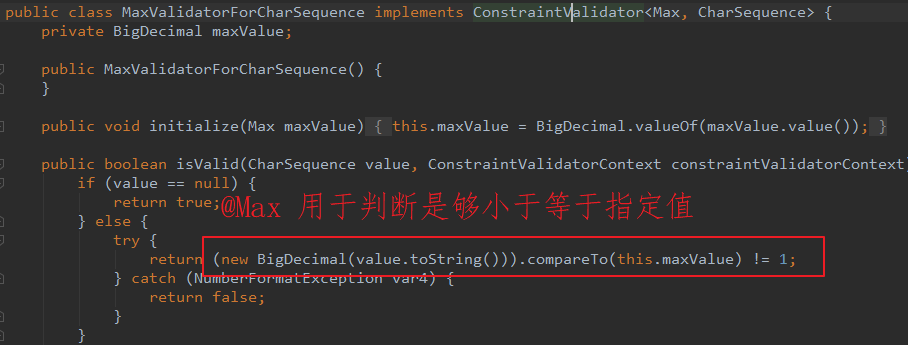 public class MaxValidatorForCharSequence implements ConstraintValidator<Max, CharSequence> {
private BigDecimal maxValue;
public MaxValidatorForCharSequence() {
}
public void initialize(Max maxValue) { this.maxValue = BigDecimal.valueOf(maxValue.value()); }
public boolean isValid(CharSequence value, ConstraintValidatorContext constraintValidatorContext)
if (value == null) {
return true;
@Max 用于判断是够小于等于指定值
} else {
try {
return (new BigDecimal(value.toString())).compareTo(this.maxValue) != 1;
} catch (NumberFormatException var4) {
return false;
}
}